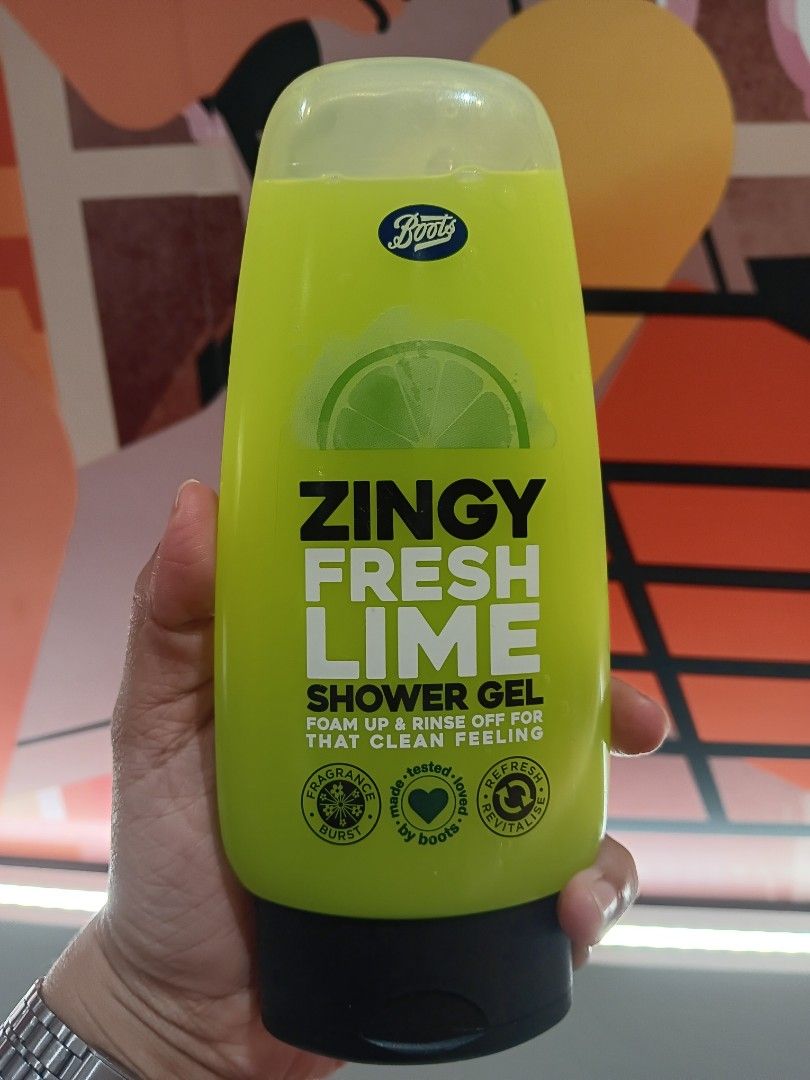 Boots
ZINGY
FRESH
LIME
SHOWER GEL
FOAM UP & RINSE OFF FOR
THAT CLEAN FEELING
FRAGRANCE
BURST
made • tested • loved
by boots
REFRESH
REVITALISE